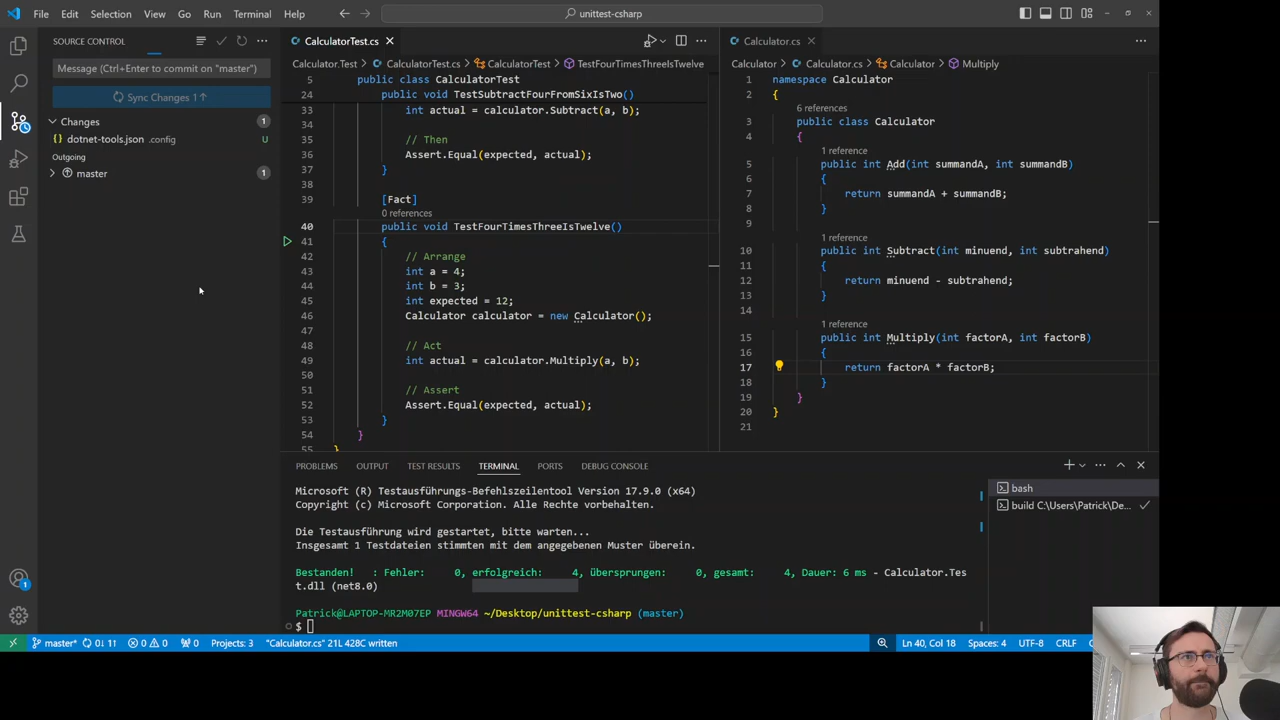 File Edit Selection View Go Run Terminal Help
unittest-csharp
SOURCE CONTROL
Message (Ctrl+Enter to commit on "master")
Sync Changes 1↑
Changes 1
{} dotnet-tools.json .config U
Outgoing
master 1
CalculatorTest.cs
Calculator.Test > CalculatorTest.cs > CalculatorTest > TestFourTimesThreeIsTwelve
5 public class CalculatorTest
24 public void TestSubtractFourFromSixIsTwo()
33 int actual = calculator.Subtract(a, b);
34
35 // Then
36 Assert.Equal(expected, actual);
37 }
38
39 [Fact]
0 references
40 public void TestFourTimesThreeIsTwelve()
41 {
42 // Arrange
43 int a = 4;
44 int b = 3;
45 int expected = 12;
46 Calculator calculator = new Calculator();
47
48 // Act
49 int actual = calculator.Multiply(a, b);
50
51 // Assert
52 Assert.Equal(expected, actual);
53 }
54 }
55 }
Calculator.cs
Calculator > Calculator.cs > Calculator > Multiply
1 namespace Calculator
2 {
6 references
3 public class Calculator
4 {
1 reference
5 public int Add(int summandA, int summandB)
6 {
7 return summandA + summandB;
8 }
9
1 reference
10 public int Subtract(int minuend, int subtrahend)
11 {
12 return minuend - subtrahend;
13 }
14
1 reference
15 public int Multiply(int factorA, int factorB)
16 {
17 return factorA * factorB;
18 }
19 }
20 }
21
PROBLEMS OUTPUT TEST RESULTS TERMINAL PORTS DEBUG CONSOLE
Microsoft (R) Testausführungs-Befehlszeilentool Version 17.9.0 (x64)
Copyright (c) Microsoft Corporation. Alle Rechte vorbehalten.
Die Testausführung wird gestartet, bitte warten...
Insgesamt 1 Testdateien stimmten mit dem angegebenen Muster überein.
Bestanden! : Fehler: 0, erfolgreich: 4, übersprungen: 0, gesamt: 4, Dauer: 6 ms - Calculator.Tes
t.dll (net8.0)
Patrick@LAPTOP-MR2M07EP MINGW64 ~/Desktop/unittest-csharp (master)
$
bash
build C:\Users\Patrick\De...
1
master* 0↓ 1↑ 0 0 0 Projects: 3 "Calculator.cs" 21L 428C written
Ln 40, Col 18 Spaces: 4 UTF-8 CRLF